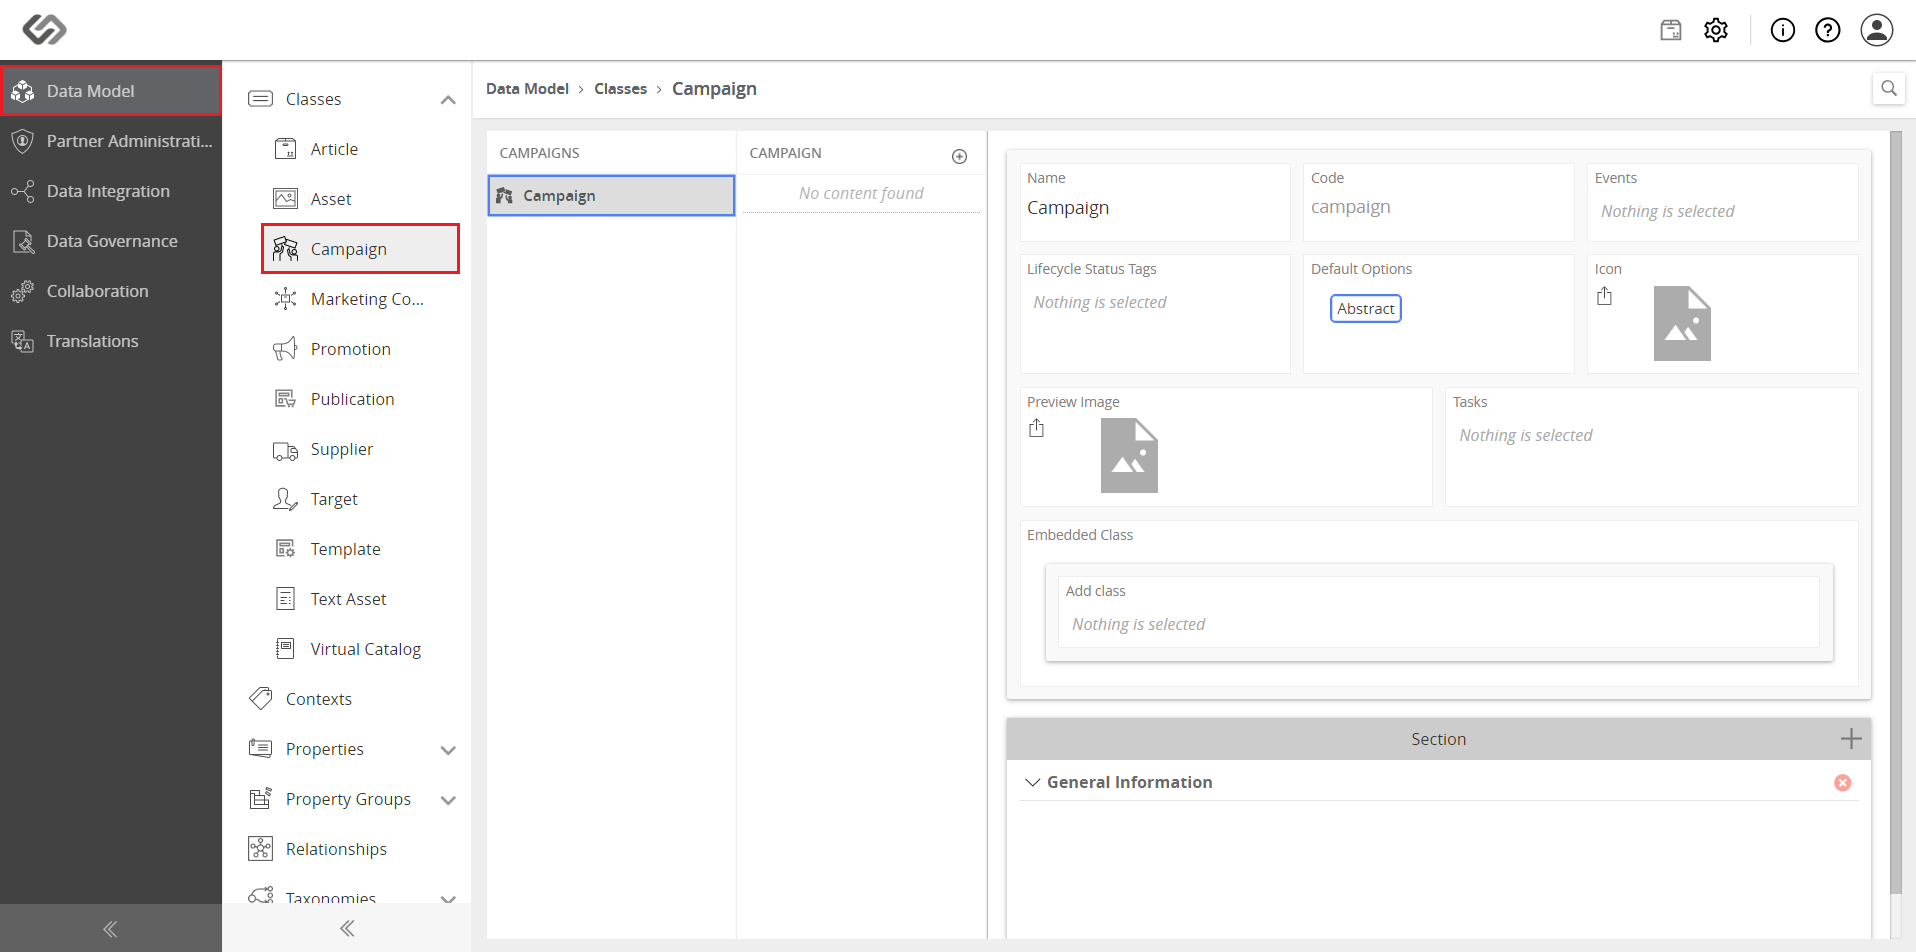 Data Model
Partner Administrati...
Data Integration
Data Governance
Collaboration
Translations
Classes
Article
Asset
Campaign
Marketing Co...
Promotion
Publication
Supplier
Target
Template
Text Asset
Virtual Catalog
Contexts
Properties
Property Groups
Relationships
Taxonomies
Data Model > Classes > Campaign
CAMPAIGNS
Campaign
CAMPAIGN
No content found
Name
Campaign
Code
campaign
Events
Nothing is selected
Lifecycle Status Tags
Nothing is selected
Default Options
Abstract
Icon
Preview Image
Tasks
Nothing is selected
Embedded Class
Add class
Nothing is selected
Section
General Information